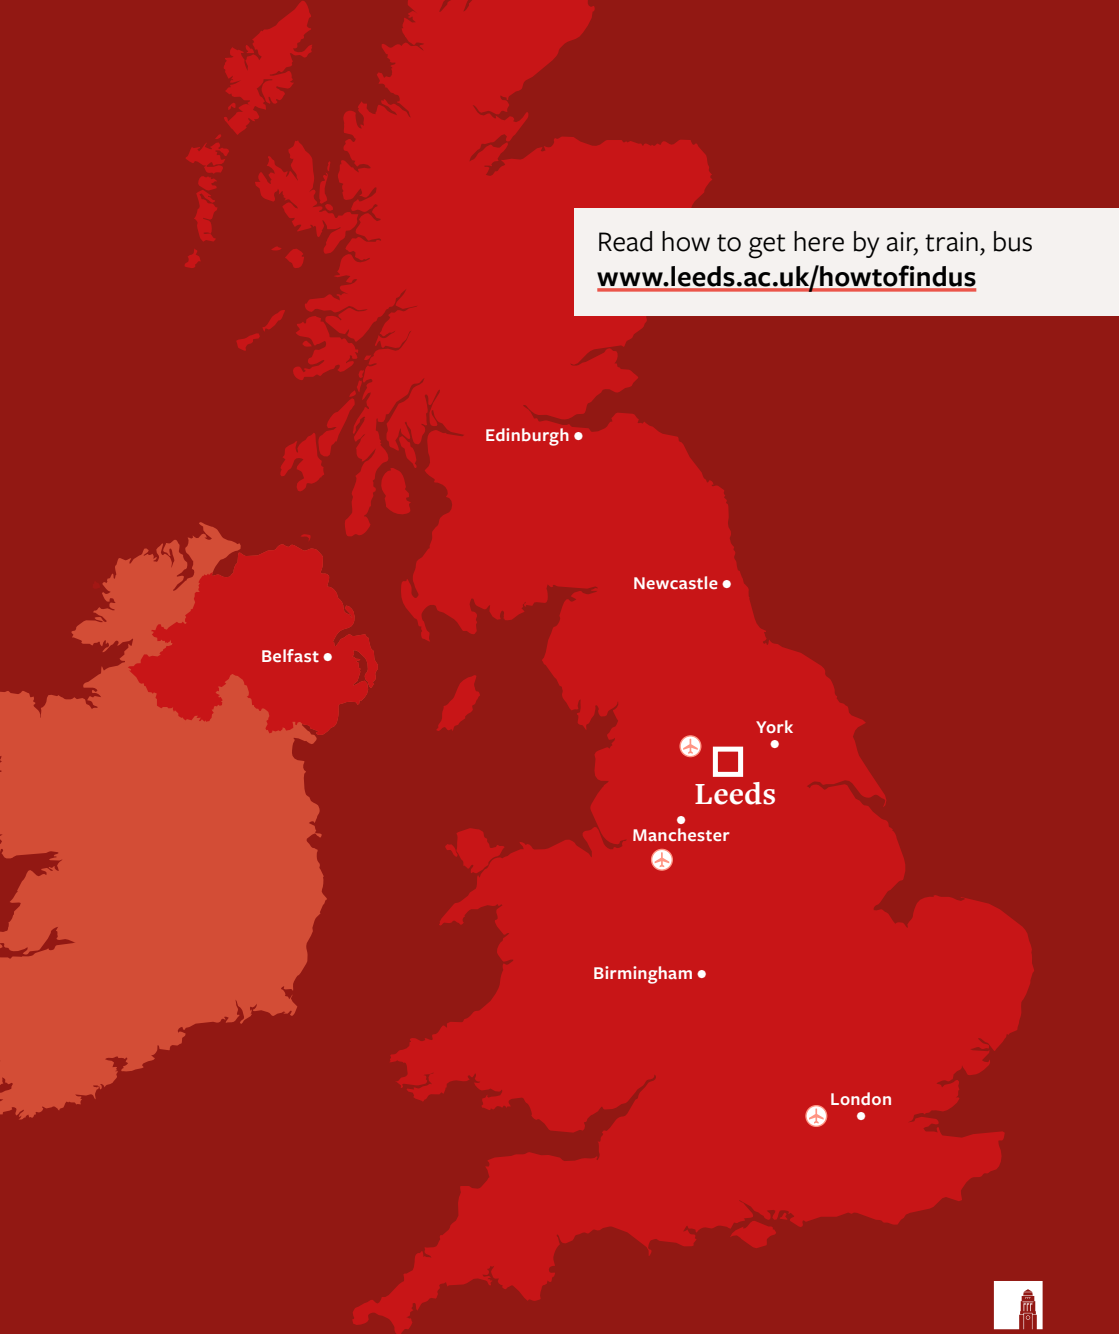 Read how to get here by air, train, bus
www.leeds.ac.uk/howtofindus
Edinburgh
Newcastle
Belfast
York
Leeds
Manchester
Birmingham
London